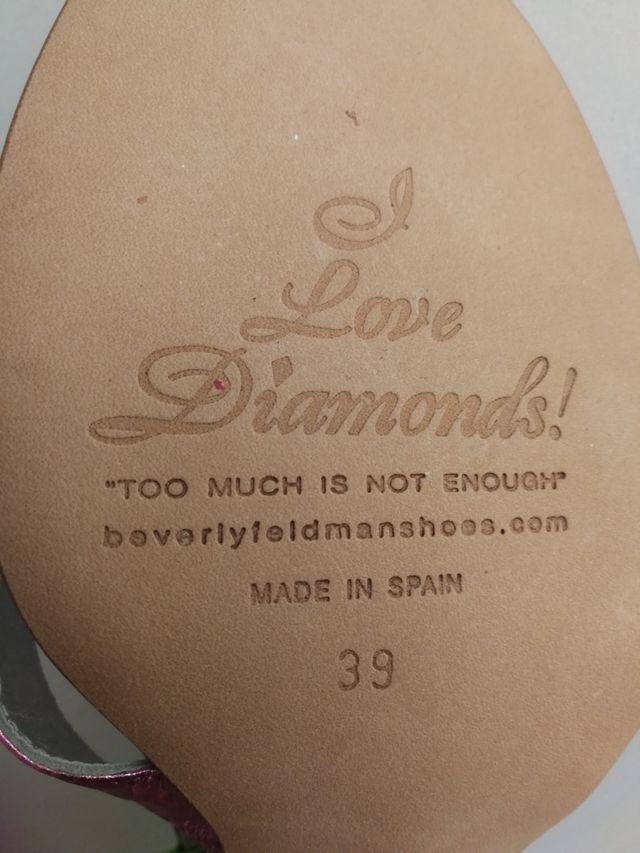 I
Love
Diamonds!
"TOO MUCH IS NOT ENOUGH"
beverlyfeldmanshoes.com
MADE IN SPAIN
39